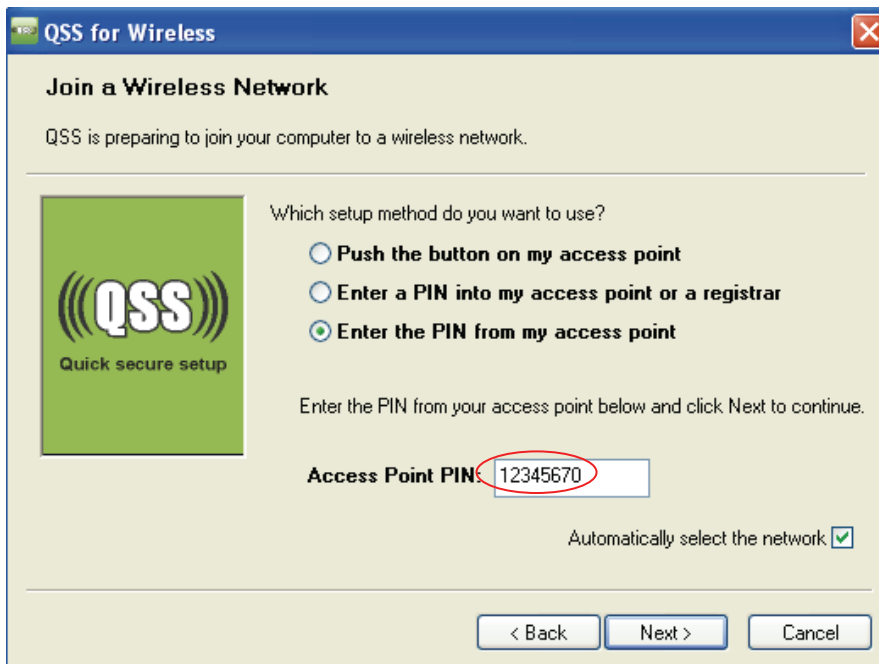 QSS for Wireless
Join a Wireless Network
QSS is preparing to join your computer to a wireless network.
Which setup method do you want to use?
Push the button on my access point
Enter a PIN into my access point or a registrar
Enter the PIN from my access point
(((QSS)))
Quick secure setup
Enter the PIN from your access point below and click Next to continue.
Access Point PIN: 12345670
Automatically select the network
< Back Next > Cancel